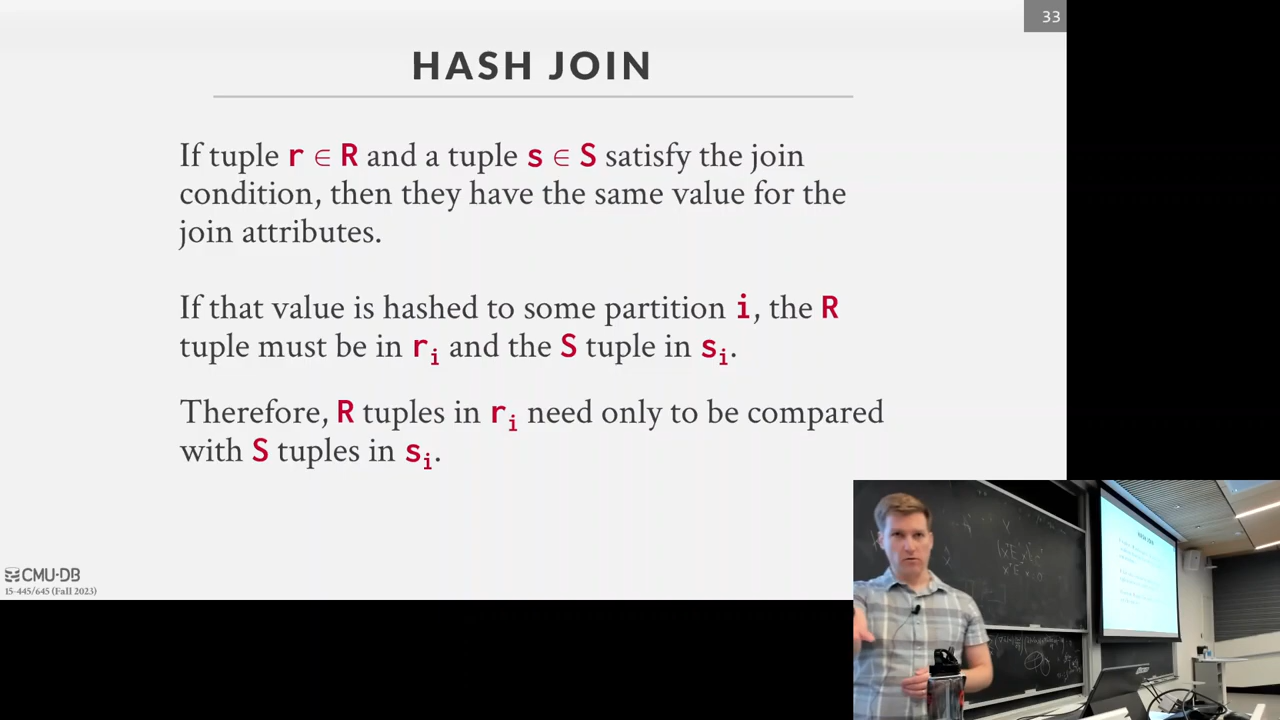 33
HASH JOIN
If tuple r ∈ R and a tuple s ∈ S satisfy the join
condition, then they have the same value for the
join attributes.
If that value is hashed to some partition i, the R
tuple must be in rᵢ and the S tuple in sᵢ.
Therefore, R tuples in rᵢ need only to be compared
with S tuples in sᵢ.
CMU·DB
15-445/645 (Fall 2023)
HASH JOIN